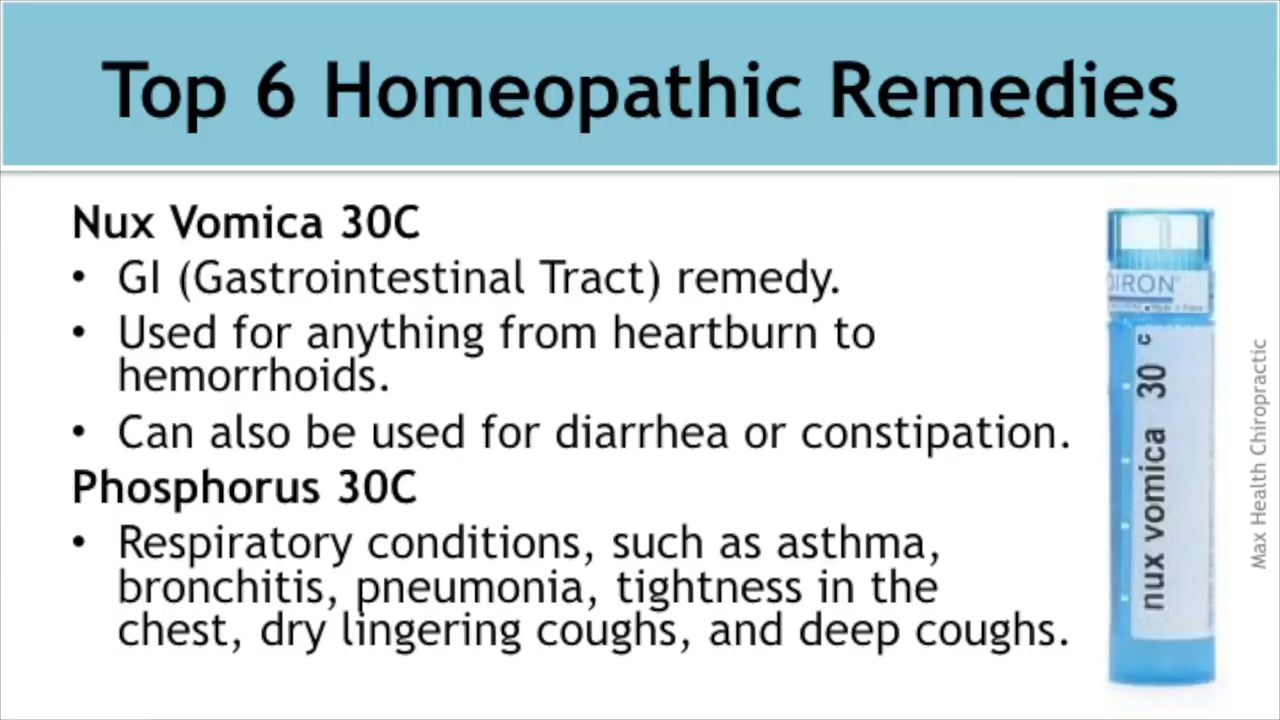 Top 6 Homeopathic Remedies
Nux Vomica 30C
• GI (Gastrointestinal Tract) remedy.
• Used for anything from heartburn to
hemorrhoids.
• Can also be used for diarrhea or constipation.
Phosphorus 30C
• Respiratory conditions, such as asthma,
bronchitis, pneumonia, tightness in the
chest, dry lingering coughs, and deep coughs.
OIRON
nux vomica 30 c
Max Health Chiropractic